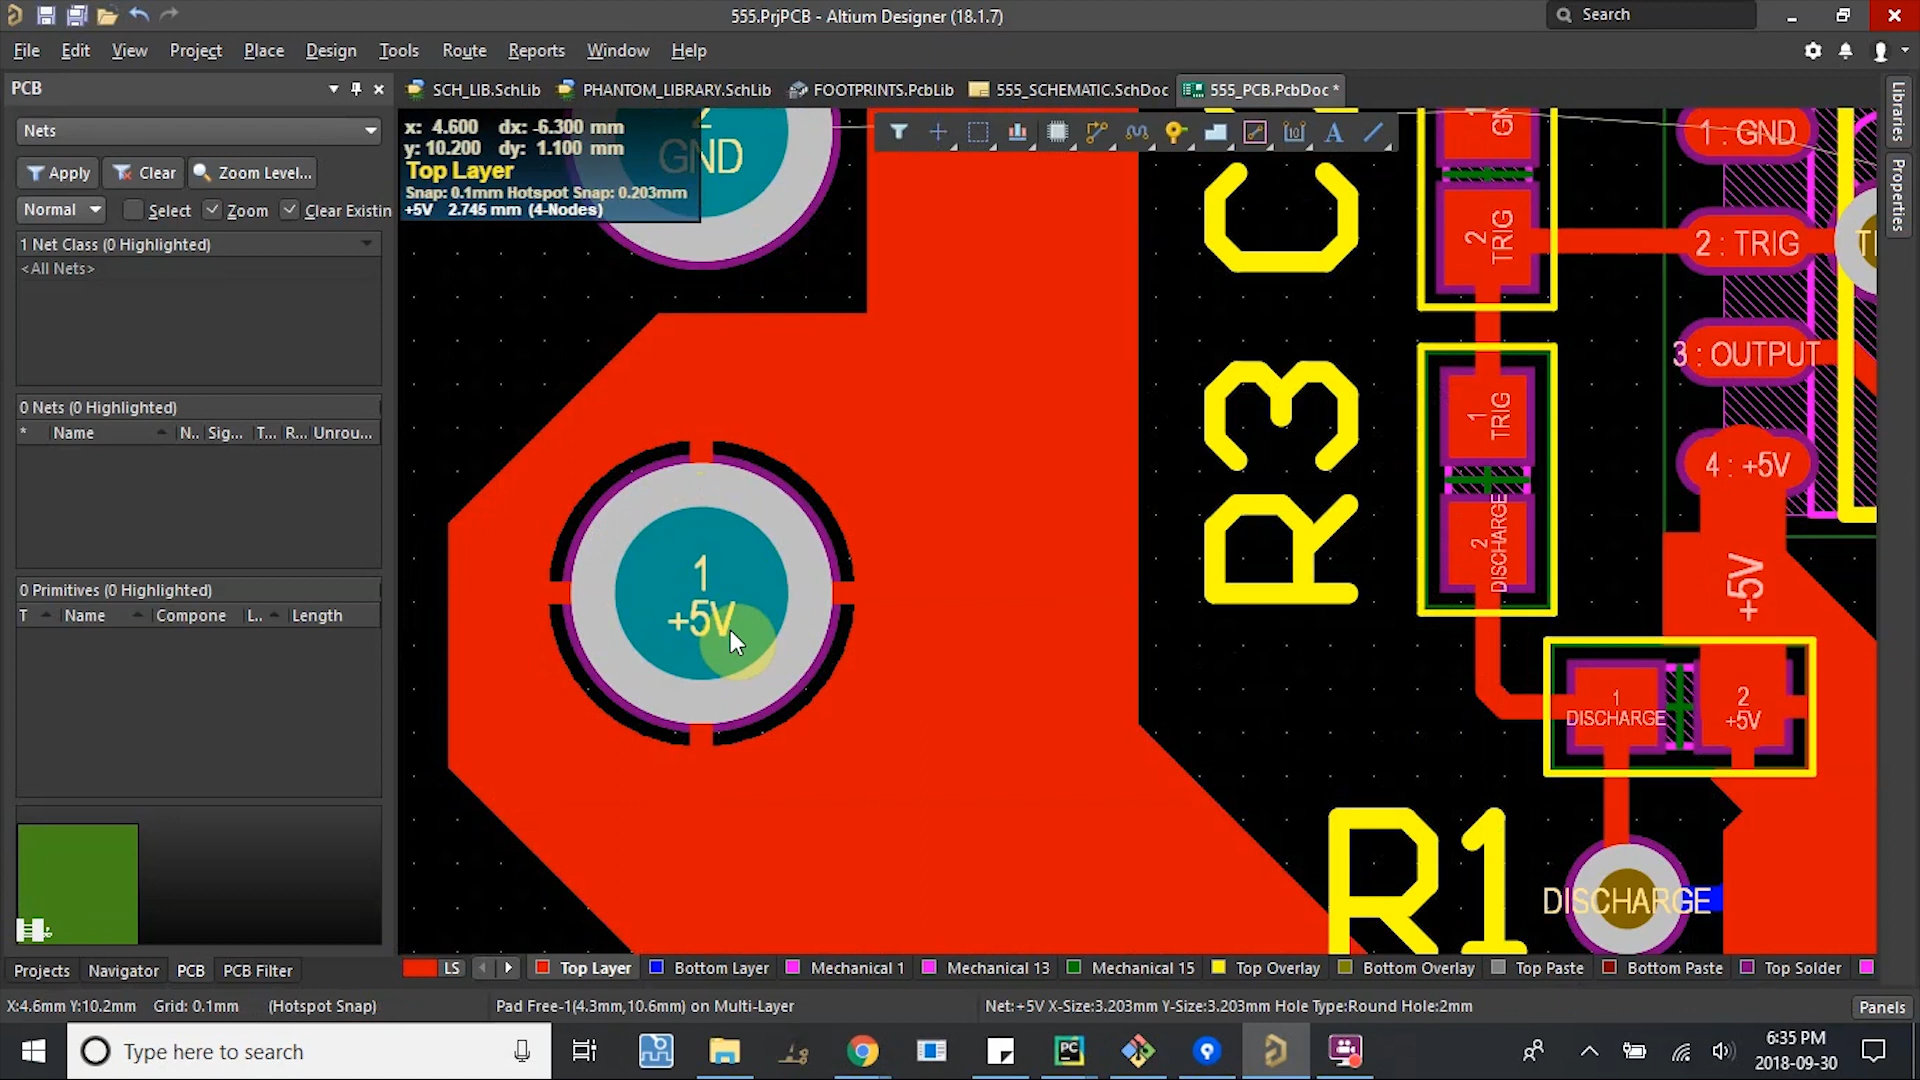 555.PrjPCB - Altium Designer (18.1.7)
Search
File Edit View Project Place Design Tools Route Reports Window Help
PCB
SCH_LIB.SchLib PHANTOM_LIBRARY.SchLib FOOTPRINTS.PcbLib 555_SCHEMATIC.SchDoc 555_PCB.PcbDoc *
Nets
Apply Clear Zoom Level...
Normal Select Zoom Clear Existin
1 Net Class (0 Highlighted)
<All Nets>
0 Nets (0 Highlighted)
* Name N.. Sig... T... R... Unrou...
0 Primitives (0 Highlighted)
T Name Compone L.. Length
x: 4.600 dx: -6.300 mm
y: 10.200 dy: 1.100 mm
Top Layer
Snap: 0.1mm Hotspot Snap: 0.203mm
+5V 2.745 mm (4-Nodes)
2
GND
1
+5V
C
R3
R1
1
GN
2
TRIG
1
TRIG
2
DISCHARGE
1
DISCHARGE
2
+5V
1 : GND
2 : TRIG
3 : OUTPUT
4 : +5V
+5V
DISCHARGE
Libraries
Properties
Projects Navigator PCB PCB Filter
LS Top Layer Bottom Layer Mechanical 1 Mechanical 13 Mechanical 15 Top Overlay Bottom Overlay Top Paste Bottom Paste Top Solder
X:4.6mm Y:10.2mm Grid: 0.1mm (Hotspot Snap) Pad Free-1(4.3mm,10.6mm) on Multi-Layer Net:+5V X-Size:3.203mm Y-Size:3.203mm Hole Type:Round Hole:2mm Panels
Type here to search
PC
6:35 PM
2018-09-30